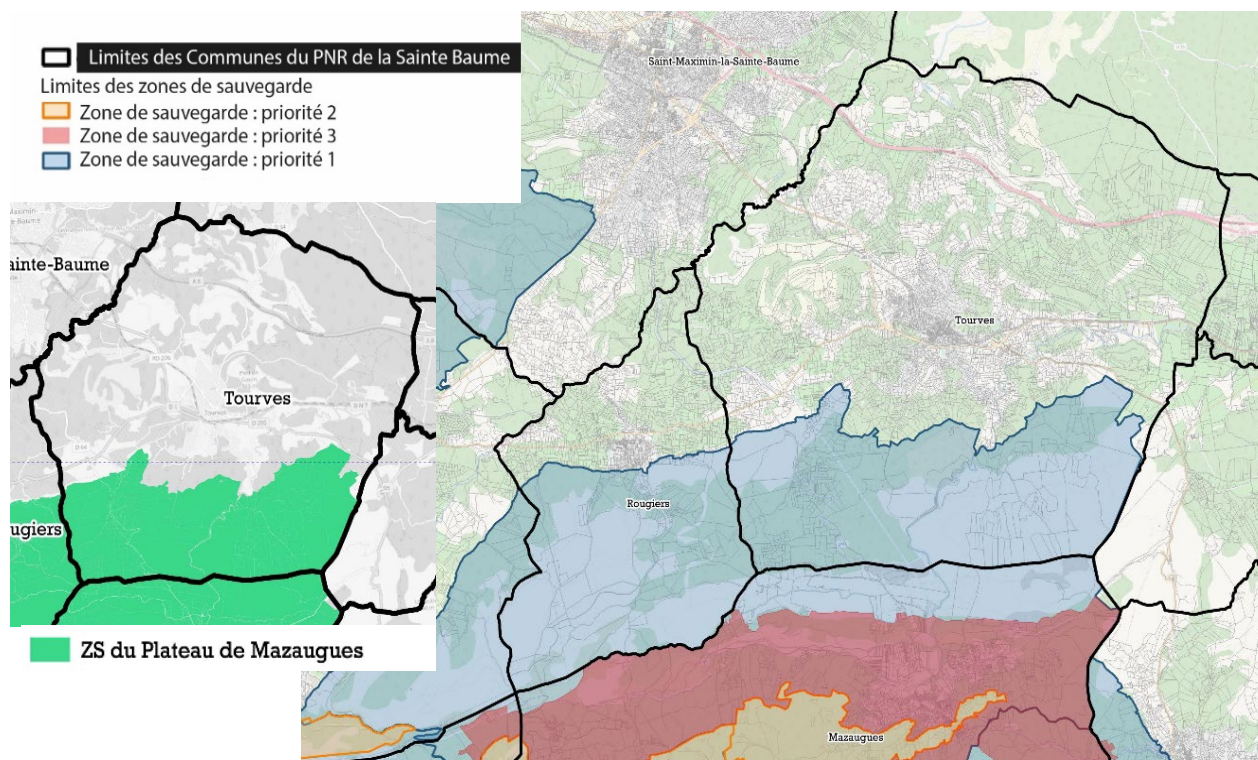 Limites des Communes du PNR de la Sainte Baume
Limites des zones de sauvegarde
Zone de sauvegarde : priorité 2
Zone de sauvegarde : priorité 3
Zone de sauvegarde : priorité 1
Saint-Maximin-la-Sainte-Baume
Tourves
Rougiers
Mazaugues
ainte-Baume
Tourves
ugiers
ZS du Plateau de Mazaugues